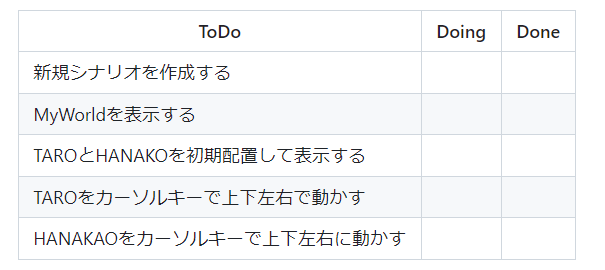 ToDo Doing Done
新規シナリオを作成する
MyWorldを表示する
TAROとHANAKOを初期配置して表示する
TAROをカーソルキーで上下左右で動かす
HANAKAOをカーソルキーで上下左右に動かす